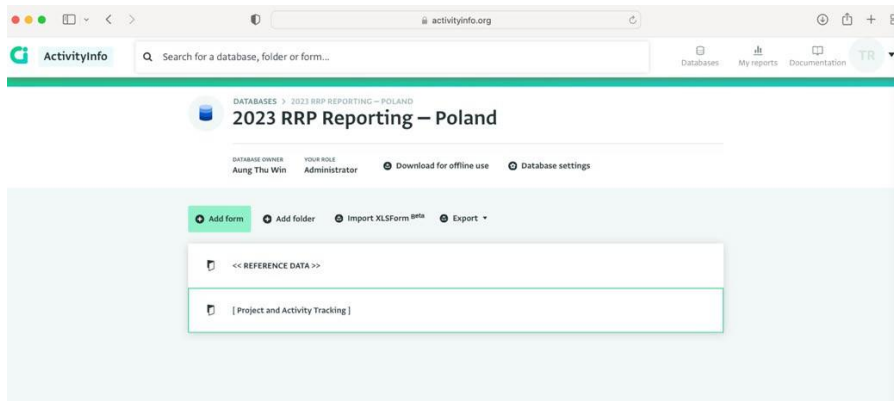 activityinfo.org
ActivityInfo
Search for a database, folder or form...
Databases
My reports
Documentation
TR
DATABASES > 2023 RRP REPORTING – POLAND
2023 RRP Reporting – Poland
DATABASE OWNER
Aung Thu Win
YOUR ROLE
Administrator
Download for offline use
Database settings
Add form
Add folder
Import XLSForm Beta
Export
<< REFERENCE DATA >>
[ Project and Activity Tracking ]